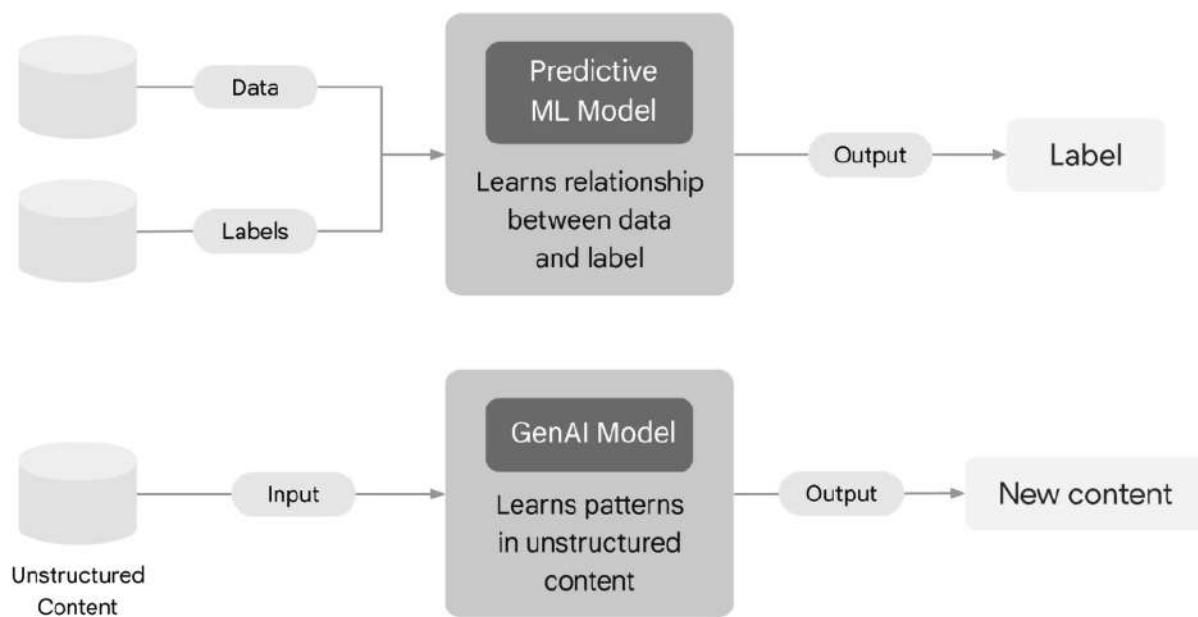 Data
Labels
Predictive
ML Model
Learns relationship
between data
and label
Output
Label
Unstructured
Content
Input
GenAI Model
Learns patterns
in unstructured
content
Output
New content